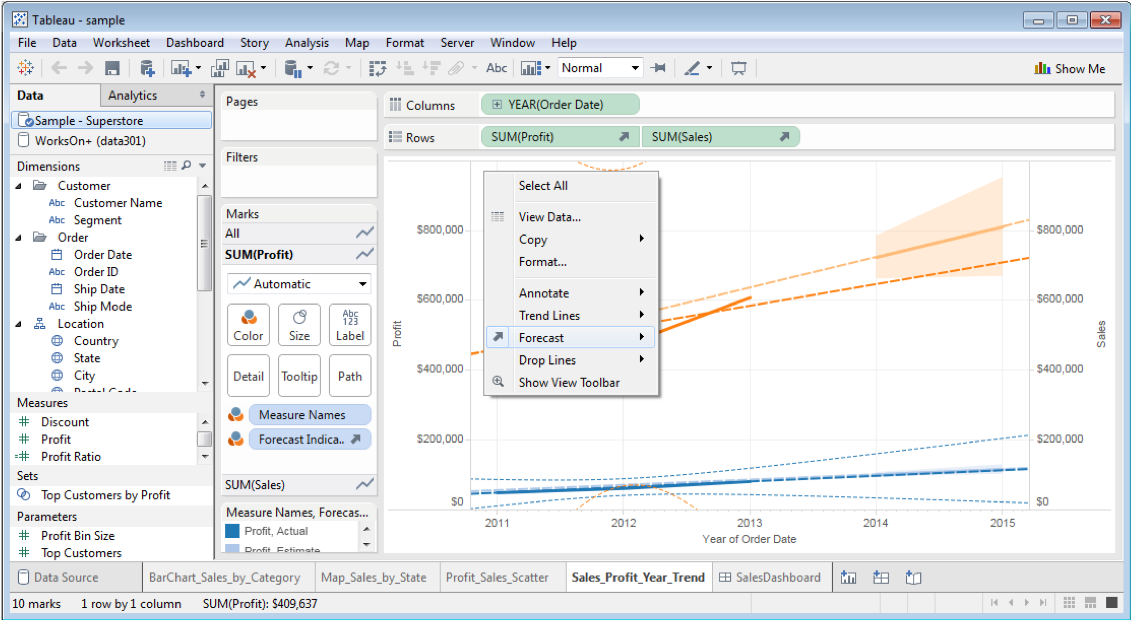 Tableau - sample
File Data Worksheet Dashboard Story Analysis Map Format Server Window Help
Abc Normal Show Me
Data Analytics
Sample - Superstore
WorksOn+ (data301)
Dimensions
Customer
Abc Customer Name
Abc Segment
Order
Order Date
Abc Order ID
Ship Date
Abc Ship Mode
Location
Country
State
City
Measures
# Discount
# Profit
=# Profit Ratio
Sets
Top Customers by Profit
Parameters
# Profit Bin Size
# Top Customers
Pages
Filters
Marks
All
SUM(Profit)
Automatic
Abc
123
Color Size Label
Detail Tooltip Path
Measure Names
Forecast Indica..
SUM(Sales)
Measure Names, Forecas...
Profit, Actual
Profit, Estimate
Columns YEAR(Order Date)
Rows SUM(Profit) SUM(Sales)
Select All
View Data...
Copy
Format...
Annotate
Trend Lines
Forecast
Drop Lines
Show View Toolbar
Profit
$800,000
$600,000
$400,000
$200,000
$0
$800,000
$600,000
$400,000
$200,000
$0
Sales
2011 2012 2013 2014 2015
Year of Order Date
Data Source BarChart_Sales_by_Category Map_Sales_by_State Profit_Sales_Scatter Sales_Profit_Year_Trend SalesDashboard
10 marks 1 row by 1 column SUM(Profit): $409,637